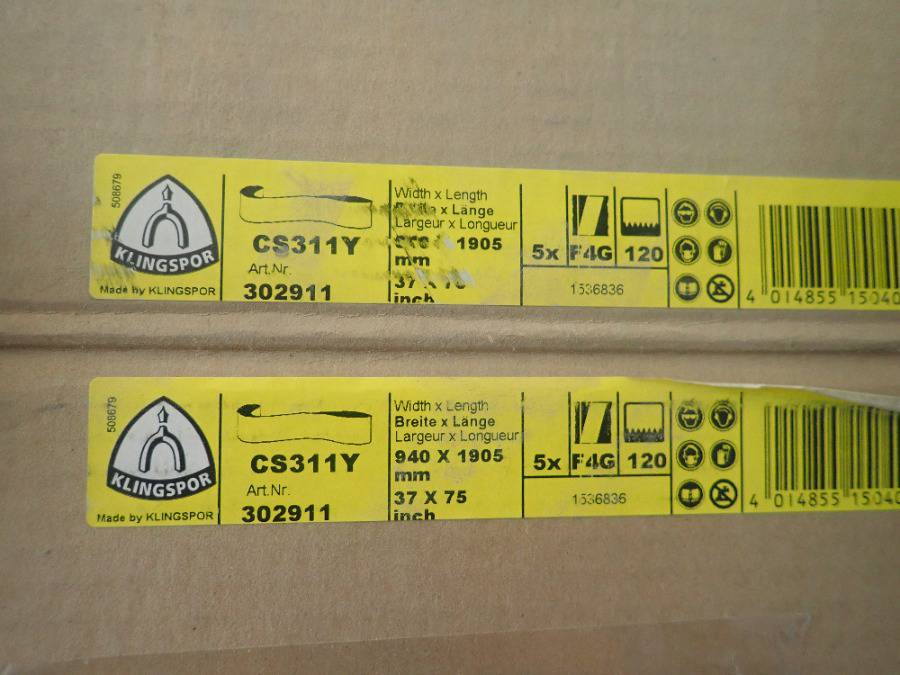 508679
KLINGSPOR
Made by KLINGSPOR
CS311Y
Art.Nr.
302911
Width x Length
x Länge
Largeur x Longueur
1905
mm
37 X
inch
5x F4G 120
1536836
4 014855 15040
508679
KLINGSPOR
Made by KLINGSPOR
CS311Y
Art.Nr.
302911
Width x Length
Breite x Länge
Largeur x Longueur
940 X 1905
mm
37 X 75
inch
5x F4G 120
1536836
4 014855 15040